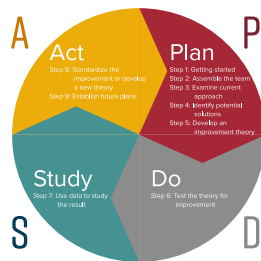 A
P
Act
Step 8: Standardize the
improvement or develop
a new theory
Step 9: Establish future plans
Plan
Step 1: Getting started
Step 2: Assemble the team
Step 3: Examine current
approach
Step 4: Identify potential
solutions
Step 5: Develop an
improvement theory
Study
Step 7: Use data to study
the result
Do
Step 6: Test the theory for
improvement
S
D